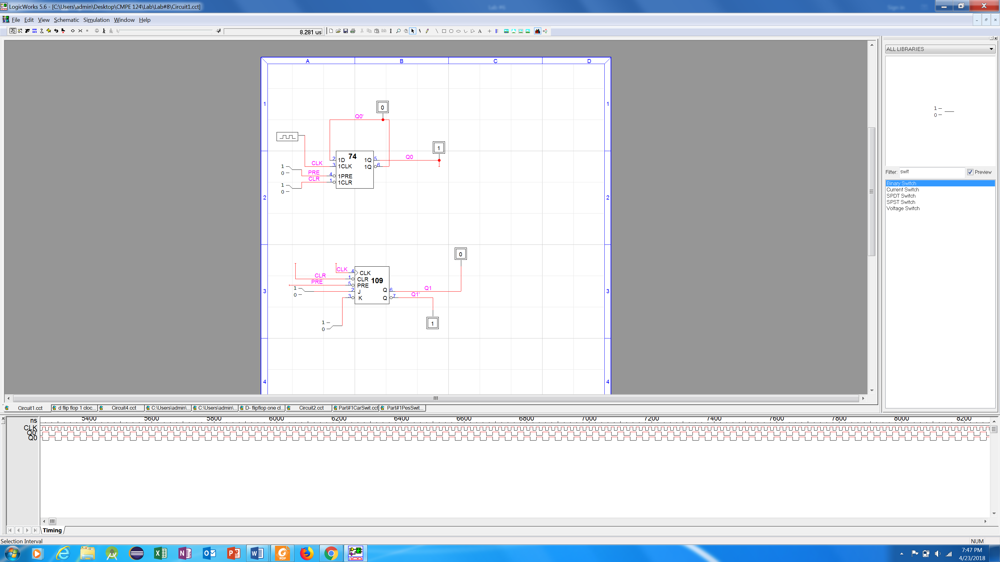 LogicWorks 5.6 - [C:\Users\admin\Desktop\CMPE 124\Lab\Lab#8\Circuit1.cct]
File Edit View Schematic Simulation Window Help
8.281 us
ALL LIBRARIES
1
0
Filter: swit Preview
Binary Switch
Current Switch
SPDT Switch
SPST Switch
Voltage Switch
A B C D
1 1
0
Q0'
1
2 1D 74 1Q 5 Q0
CLK 3 1CLK 1Q 6
1
0
PRE 4 1PRE
CLR 1 1CLR
1
0
2 2
0
CLK 4 CLK
CLR 1 CLR 109
PRE 5 PRE
1
0
2 J Q 6 Q1
3 K Q 7 Q1'
3 3
1
0
1
4 4
Circuit1.cct d flip flop 1 cloc... Circuit4.cct C:\Users\admin\... C:\Users\admin\... D- flipflop one cl... Circuit2.cct Part#1CarSwit.cct Part#1PesSwit...
ns 5400 5600 5800 6000 6200 6400 6600 6800 7000 7200 7400 7600 7800 8000 8200
CLK
Q0'
Q0
Timing
Selection Interval NUM
7:47 PM
4/23/2018